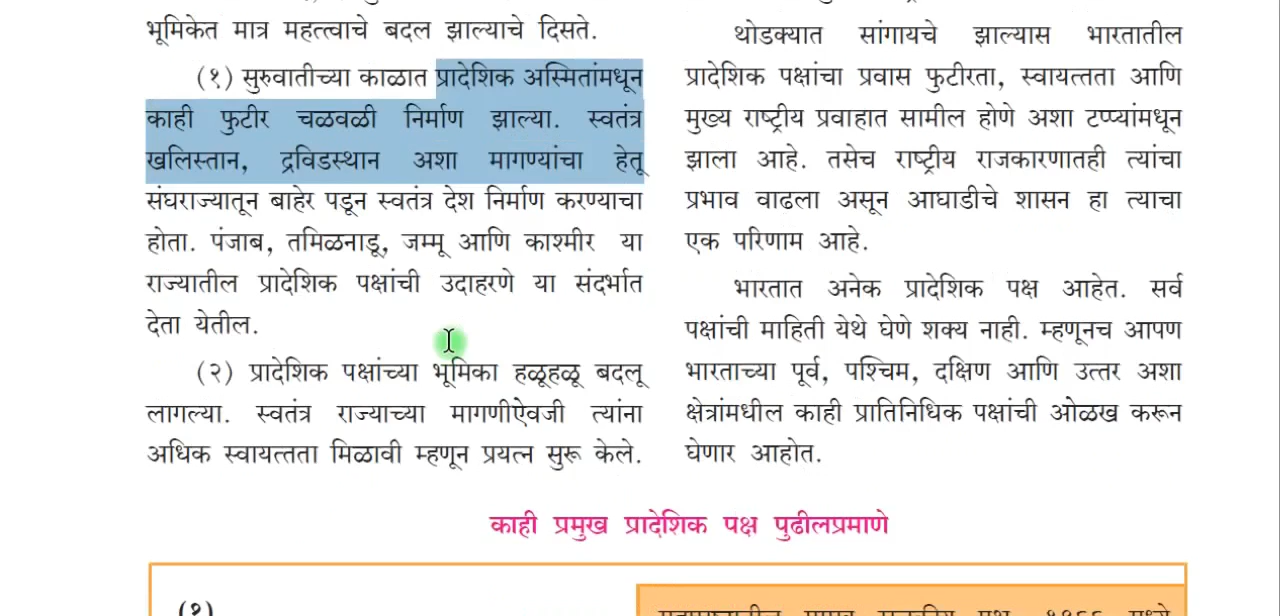 भूमिकेत मात्र महत्त्वाचे बदल झाल्याचे दिसते.
(१) सुरुवातीच्या काळात प्रादेशिक अस्मितांमधून
काही फुटीर चळवळी निर्माण झाल्या. स्वतंत्र
खलिस्तान, द्रविडस्थान अशा मागण्यांचा हेतू
संघराज्यातून बाहेर पडून स्वतंत्र देश निर्माण करण्याचा
होता. पंजाब, तमिळनाडू, जम्मू आणि काश्मीर या
राज्यातील प्रादेशिक पक्षांची उदाहरणे या संदर्भात
देता येतील.
(२) प्रादेशिक पक्षांच्या भूमिका हळूहळू बदलू
लागल्या. स्वतंत्र राज्याच्या मागणीऐवजी त्यांना
अधिक स्वायत्तता मिळावी म्हणून प्रयत्न सुरू केले.
थोडक्यात सांगायचे झाल्यास भारतातील
प्रादेशिक पक्षांचा प्रवास फुटीरता, स्वायत्तता आणि
मुख्य राष्ट्रीय प्रवाहात सामील होणे अशा टप्प्यांमधून
झाला आहे. तसेच राष्ट्रीय राजकारणातही त्यांचा
प्रभाव वाढला असून आघाडीचे शासन हा त्याचा
एक परिणाम आहे.
भारतात अनेक प्रादेशिक पक्ष आहेत. सर्व
पक्षांची माहिती येथे घेणे शक्य नाही. म्हणूनच आपण
भारताच्या पूर्व, पश्चिम, दक्षिण आणि उत्तर अशा
क्षेत्रांमधील काही प्रातिनिधिक पक्षांची ओळख करून
घेणार आहोत.
काही प्रमुख प्रादेशिक पक्ष पुढीलप्रमाणे
(१)